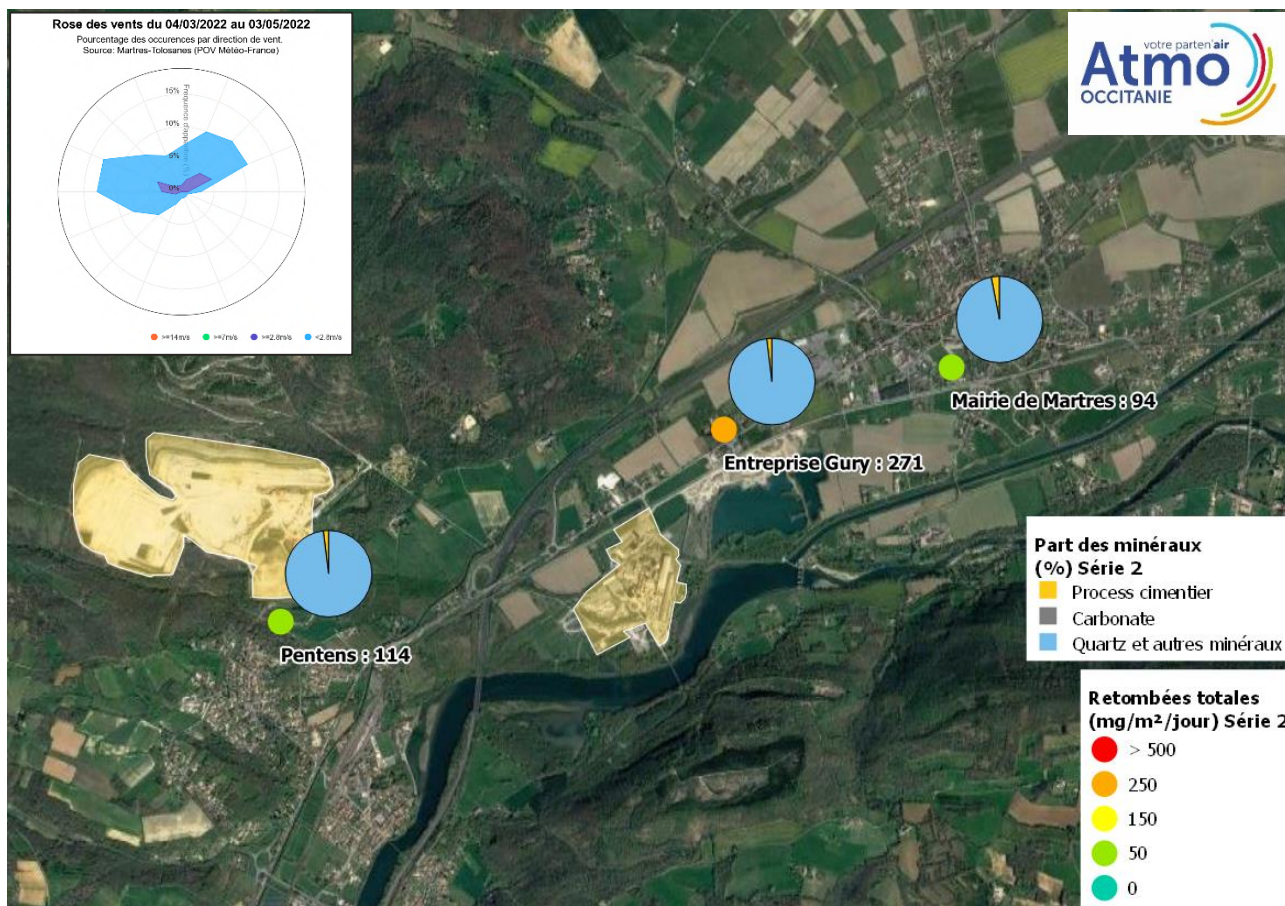 Rose des vents du 04/03/2022 au 03/05/2022
Pourcentage des occurences par direction de vent.
Source: Martres-Tolosanes (POV Météo-France)
15%
10%
5%
0%
Fréquence d'apparition (%)
>=14m/s
>=7m/s
>=2.8m/s
<2.8m/s
votre parten'air
Atmo
OCCITANIE
Mairie de Martres : 94
Entreprise Gury : 271
Pentens : 114
Part des minéraux
(%) Série 2
Process cimentier
Carbonate
Quartz et autres minéraux
Retombées totales
(mg/m²/jour) Série 2
> 500
250
150
50
0